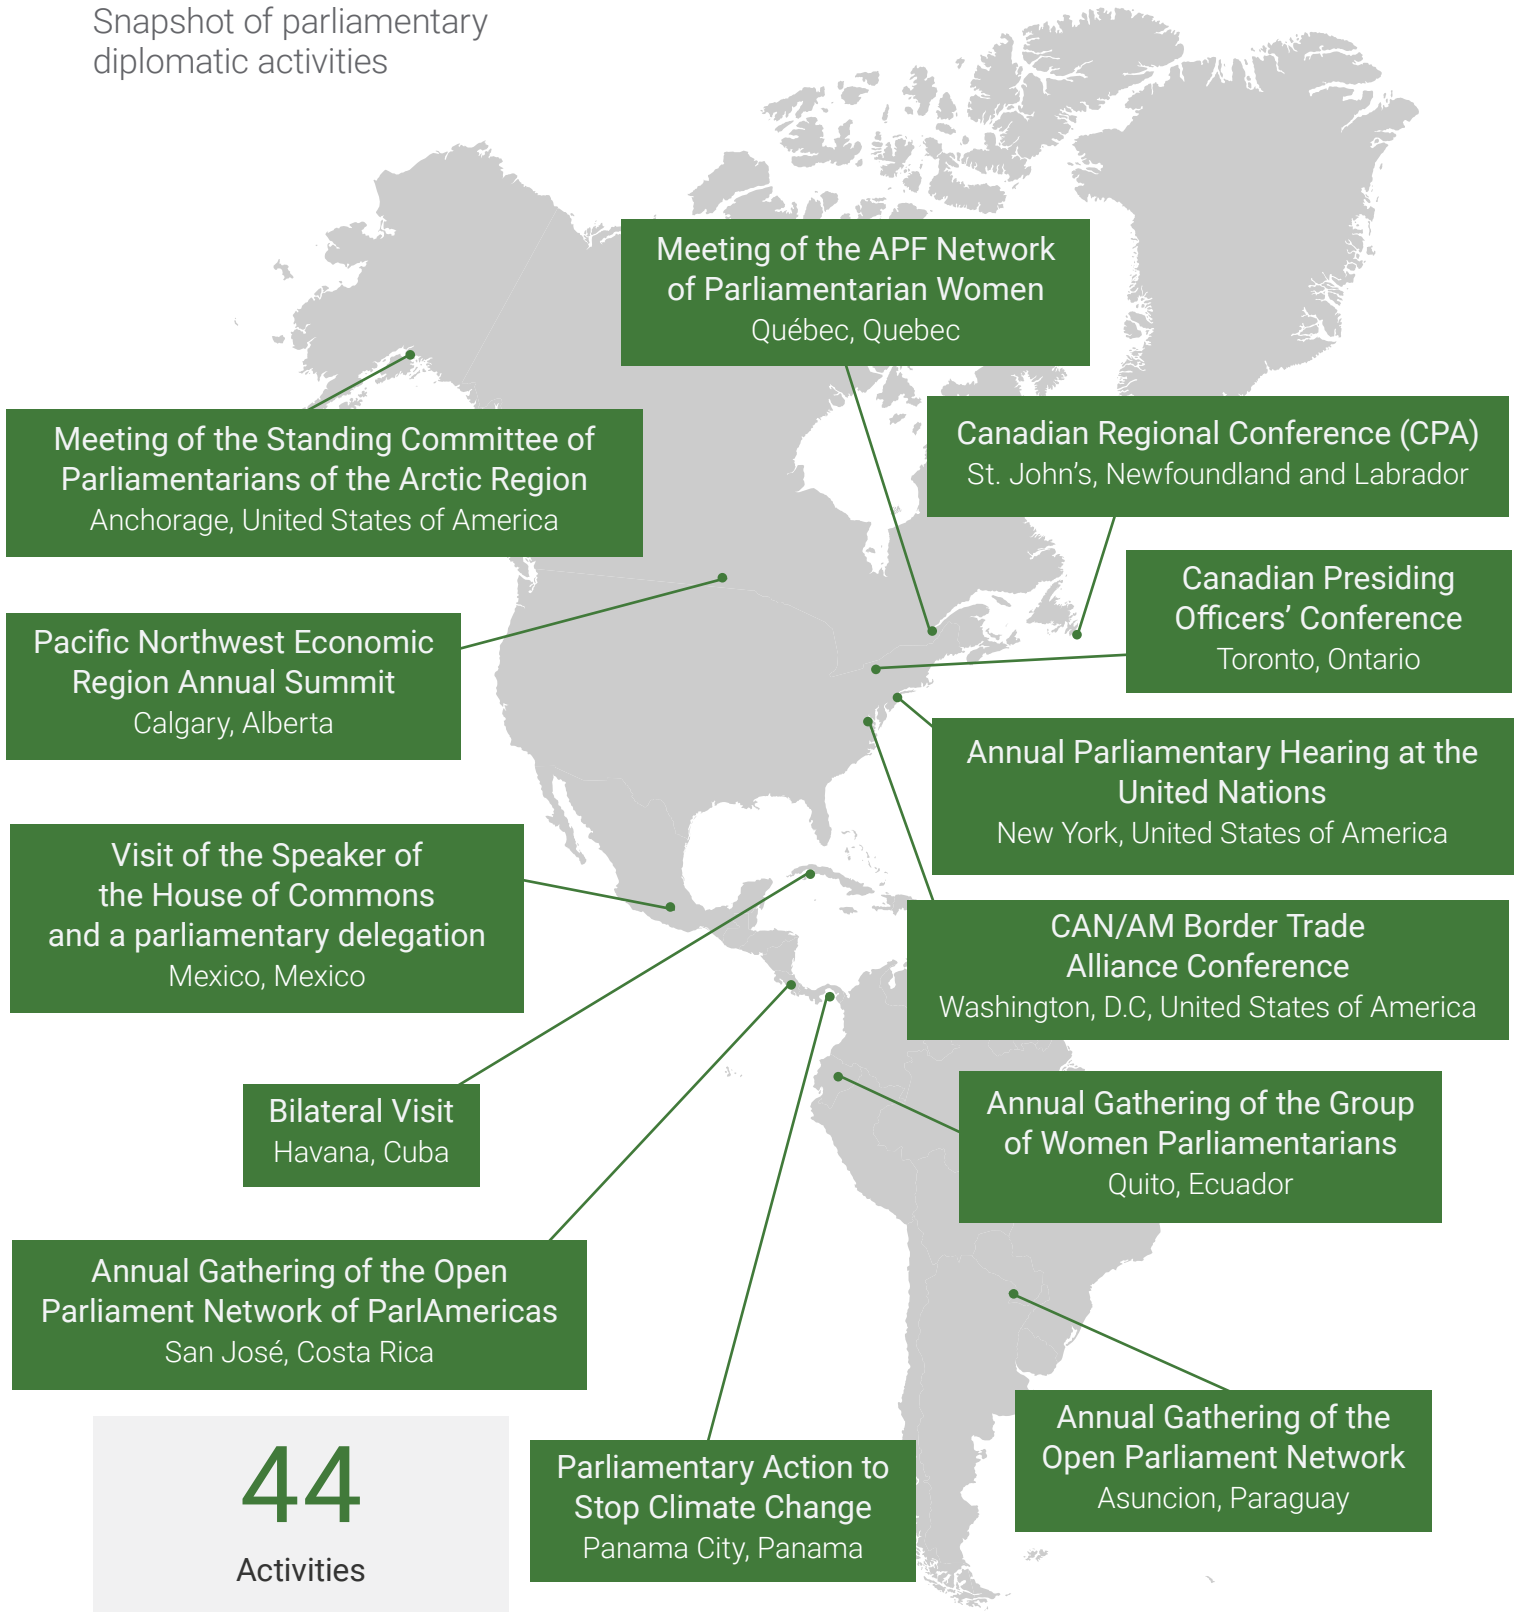 Snapshot of parliamentary
diplomatic activities
Meeting of the APF Network
of Parliamentarian Women
Québec, Quebec
Meeting of the Standing Committee of
Parliamentarians of the Arctic Region
Anchorage, United States of America
Canadian Regional Conference (CPA)
St. John’s, Newfoundland and Labrador
Canadian Presiding
Officers’ Conference
Toronto, Ontario
Pacific Northwest Economic
Region Annual Summit
Calgary, Alberta
Annual Parliamentary Hearing at the
United Nations
New York, United States of America
Visit of the Speaker of
the House of Commons
and a parliamentary delegation
Mexico, Mexico
CAN/AM Border Trade
Alliance Conference
Washington, D.C, United States of America
Bilateral Visit
Havana, Cuba
Annual Gathering of the Group
of Women Parliamentarians
Quito, Ecuador
Annual Gathering of the Open
Parliament Network of ParlAmericas
San José, Costa Rica
Annual Gathering of the
Open Parliament Network
Asuncion, Paraguay
Parliamentary Action to
Stop Climate Change
Panama City, Panama
44
Activities